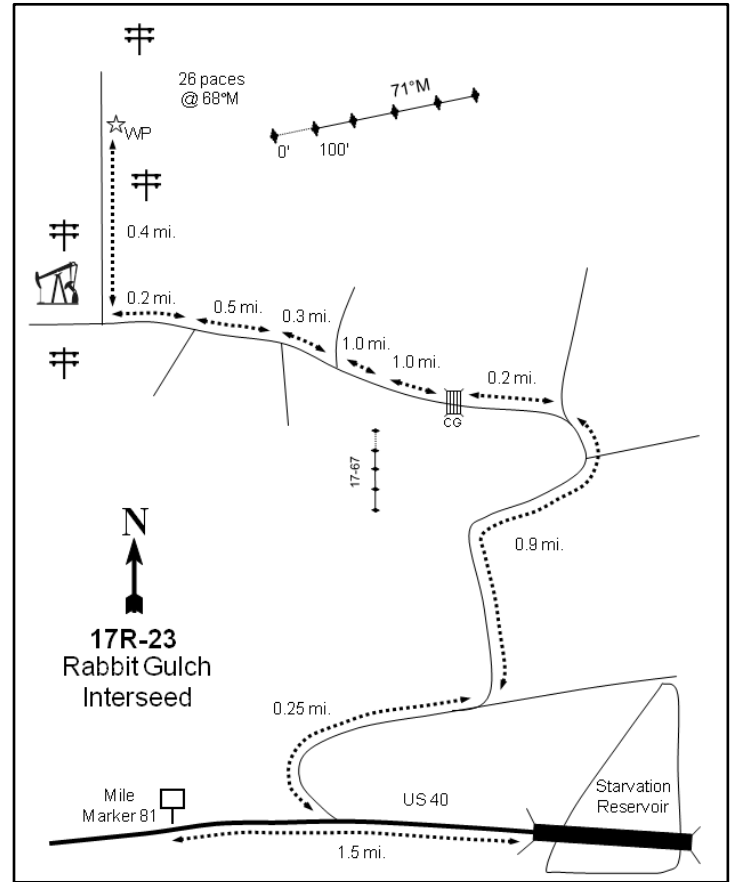 26 paces
@ 68°M
71°M
0'
100'
WP
0.4 mi.
0.2 mi.
0.5 mi.
0.3 mi.
1.0 mi.
1.0 mi.
0.2 mi.
CG
17-67
0.9 mi.
N
17R-23
Rabbit Gulch
Interseed
0.25 mi.
Mile
Marker 81
US 40
Starvation
Reservoir
1.5 mi.